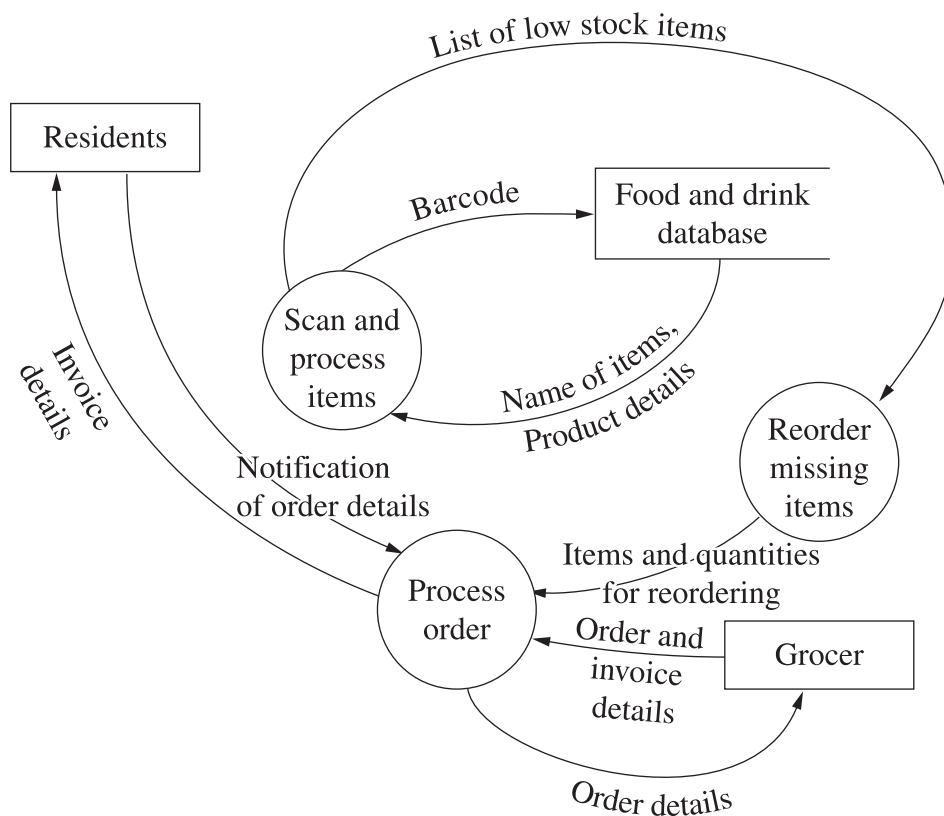 List of low stock items
Residents
Barcode
Food and drink
database
Scan and
process
items
Name of items,
Product details
Invoice
details
Reorder
missing
items
Notification
of order details
Items and quantities
for reordering
Process
order
Order and
invoice
details
Grocer
Order details